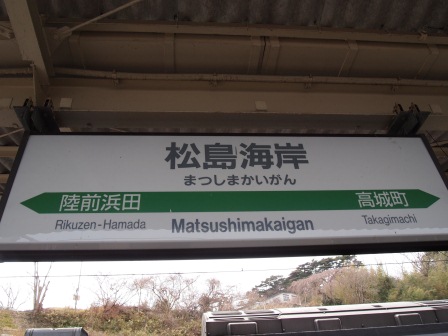 松島海岸
まつしまかいがん
陸前浜田 高城町
Rikuzen-Hamada Matsushimakaigan Takagimachi